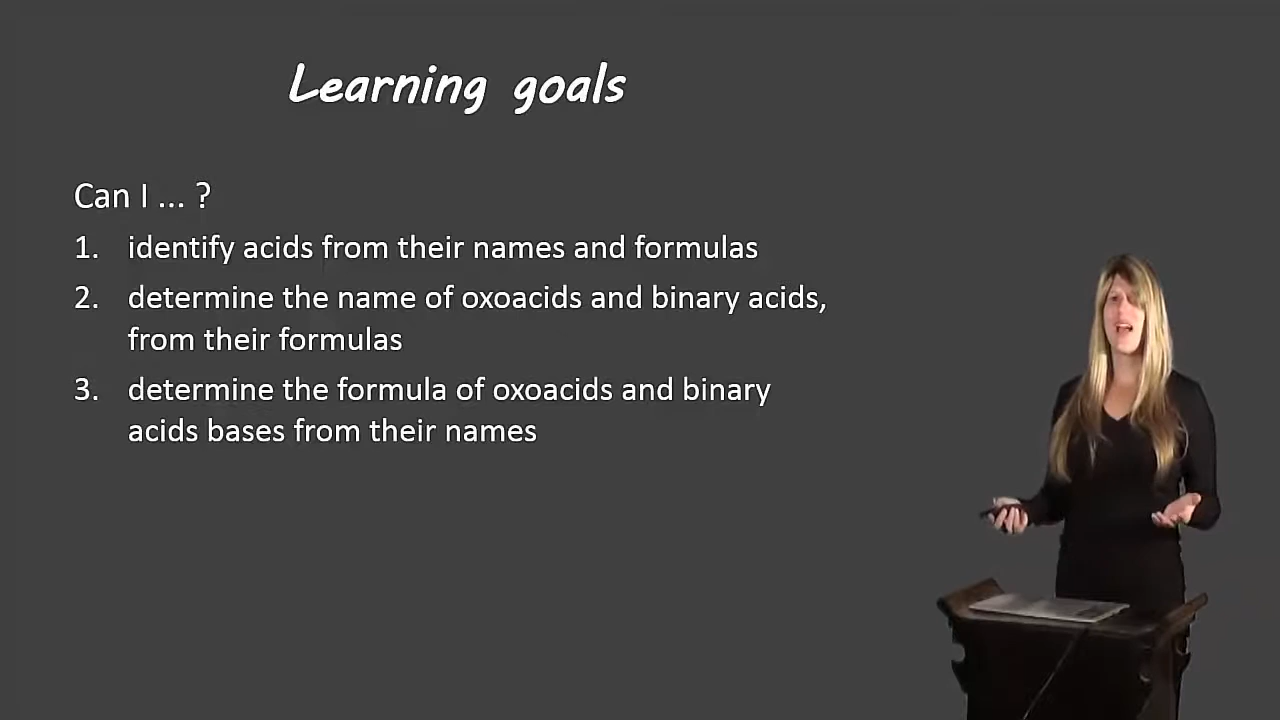 Learning goals
Can I ... ?
1. identify acids from their names and formulas
2. determine the name of oxoacids and binary acids,
from their formulas
3. determine the formula of oxoacids and binary
acids bases from their names